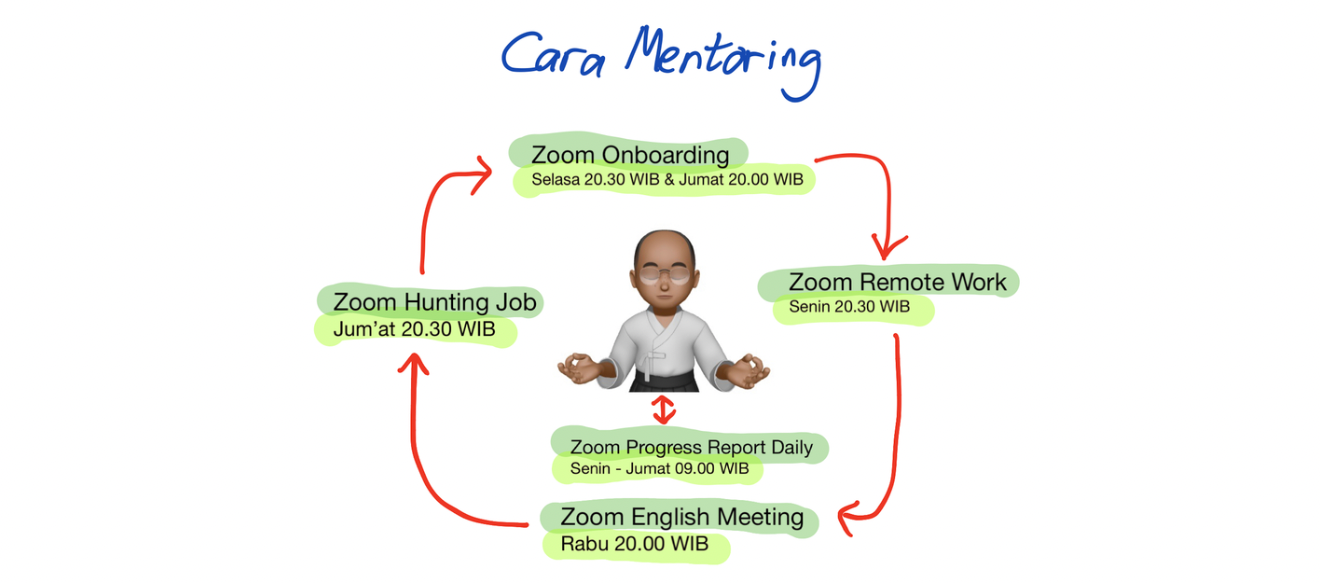 Cara Mentoring
Zoom Onboarding
Selasa 20.30 WIB & Jumat 20.00 WIB
Zoom Remote Work
Senin 20.30 WIB
Zoom Hunting Job
Jum'at 20.30 WIB
Zoom Progress Report Daily
Senin - Jumat 09.00 WIB
Zoom English Meeting
Rabu 20.00 WIB